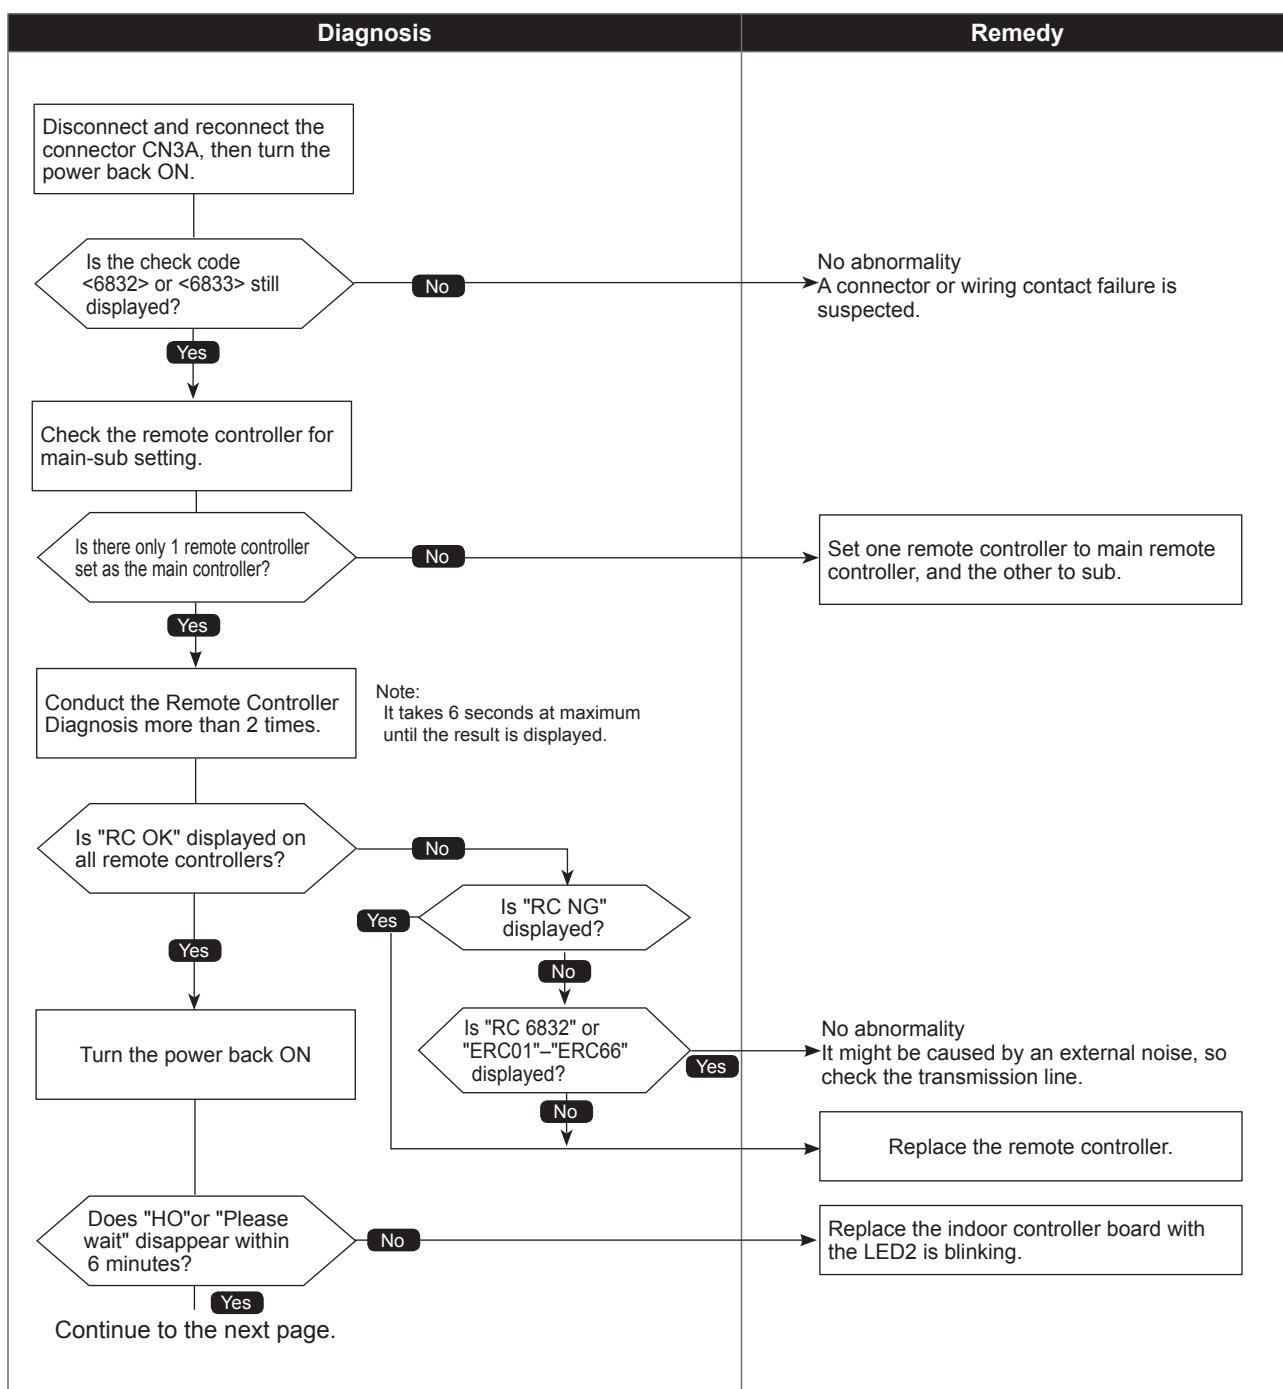 Diagnosis
Remedy
Disconnect and reconnect the
connector CN3A, then turn the
power back ON.
Is the check code
<6832> or <6833> still
displayed?
No
No abnormality
A connector or wiring contact failure is
suspected.
Yes
Check the remote controller for
main-sub setting.
Is there only 1 remote controller
set as the main controller?
No
Set one remote controller to main remote
controller, and the other to sub.
Yes
Conduct the Remote Controller
Diagnosis more than 2 times.
Note:
It takes 6 seconds at maximum
until the result is displayed.
Is "RC OK" displayed on
all remote controllers?
No
Is "RC NG"
displayed?
Yes
Yes
No
Turn the power back ON
Is "RC 6832" or
"ERC01"–"ERC66"
displayed?
Yes
No abnormality
It might be caused by an external noise, so
check the transmission line.
No
Replace the remote controller.
Does "HO"or "Please
wait" disappear within
6 minutes?
No
Replace the indoor controller board with
the LED2 is blinking.
Yes
Continue to the next page.